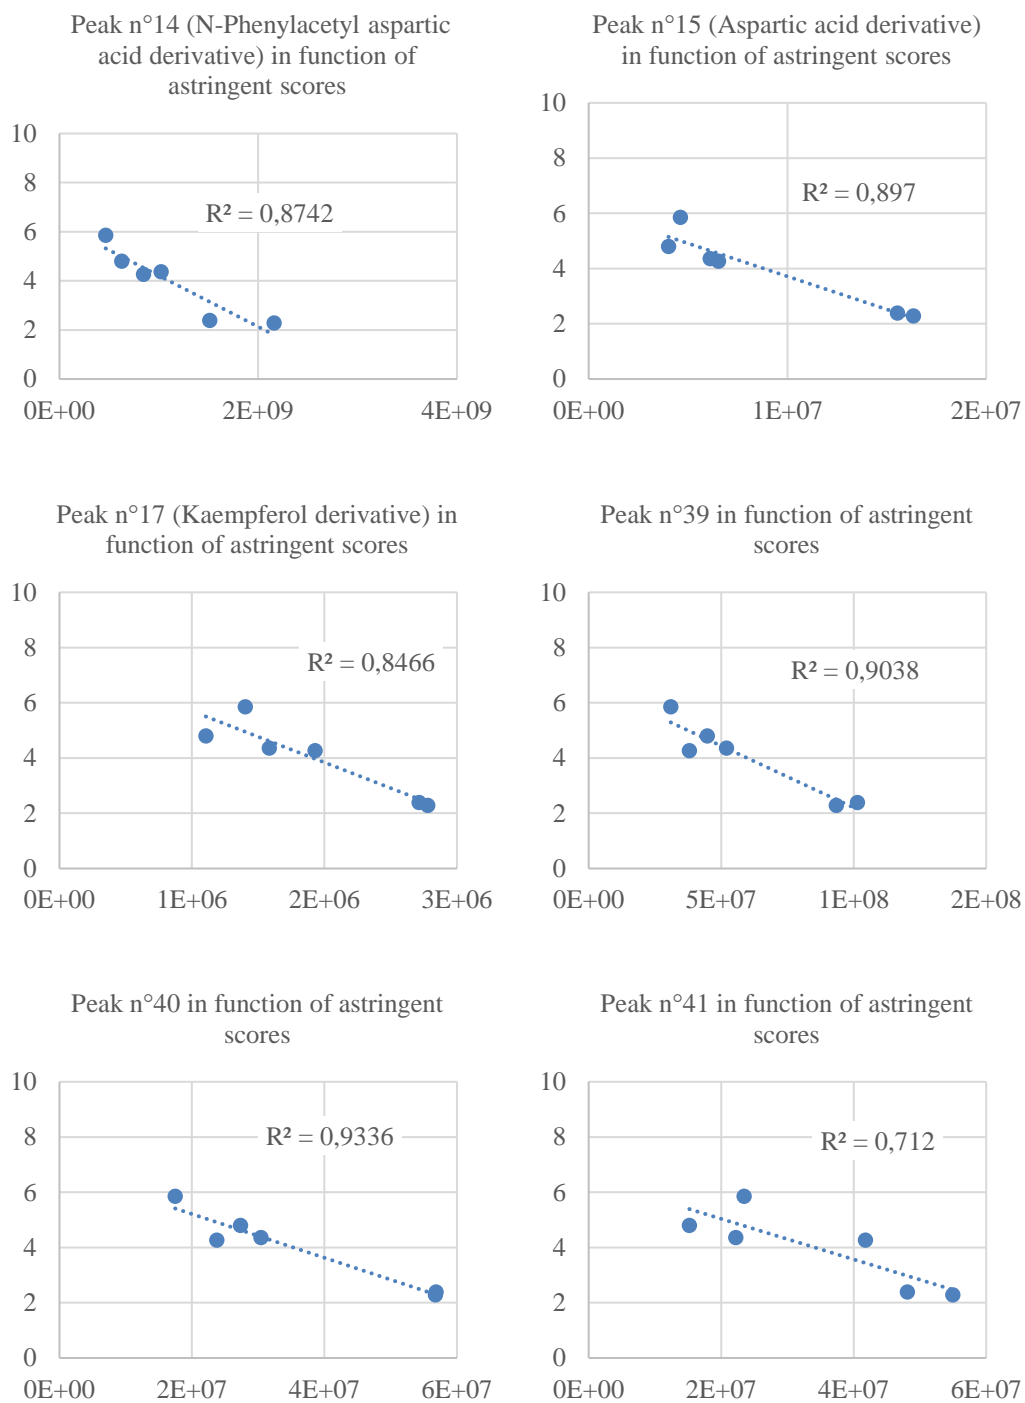 Peak n°14 (N-Phenylacetyl aspartic
acid derivative) in function of
astringent scores
10
8
6
4
2
0
R² = 0,8742
0E+00 2E+09 4E+09
Peak n°15 (Aspartic acid derivative)
in function of astringent scores
10
8
6
4
2
0
R² = 0,897
0E+00 1E+07 2E+07
Peak n°17 (Kaempferol derivative) in
function of astringent scores
10
8
6
4
2
0
R² = 0,8466
0E+00 1E+06 2E+06 3E+06
Peak n°39 in function of astringent
scores
10
8
6
4
2
0
R² = 0,9038
0E+00 5E+07 1E+08 2E+08
Peak n°40 in function of astringent
scores
10
8
6
4
2
0
R² = 0,9336
0E+00 2E+07 4E+07 6E+07
Peak n°41 in function of astringent
scores
10
8
6
4
2
0
R² = 0,712
0E+00 2E+07 4E+07 6E+07